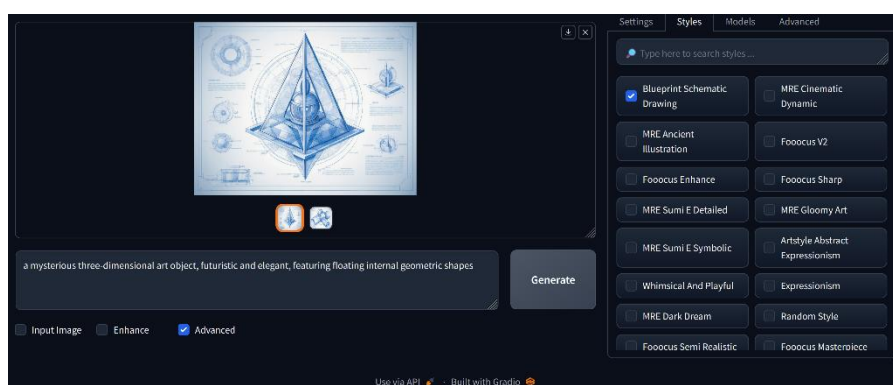 Settings Styles Models Advanced
Type here to search styles ...
Blueprint Schematic Drawing
MRE Cinematic Dynamic
MRE Ancient Illustration
Fooocus V2
Fooocus Enhance
Fooocus Sharp
MRE Sumi E Detailed
MRE Gloomy Art
MRE Sumi E Symbolic
Artstyle Abstract Expressionism
Whimsical And Playful
Expressionism
MRE Dark Dream
Random Style
Fooocus Semi Realistic
Fooocus Masterpiece
a mysterious three-dimensional art object, futuristic and elegant, featuring floating internal geometric shapes
Generate
Input Image Enhance Advanced
Use via API · Built with Gradio